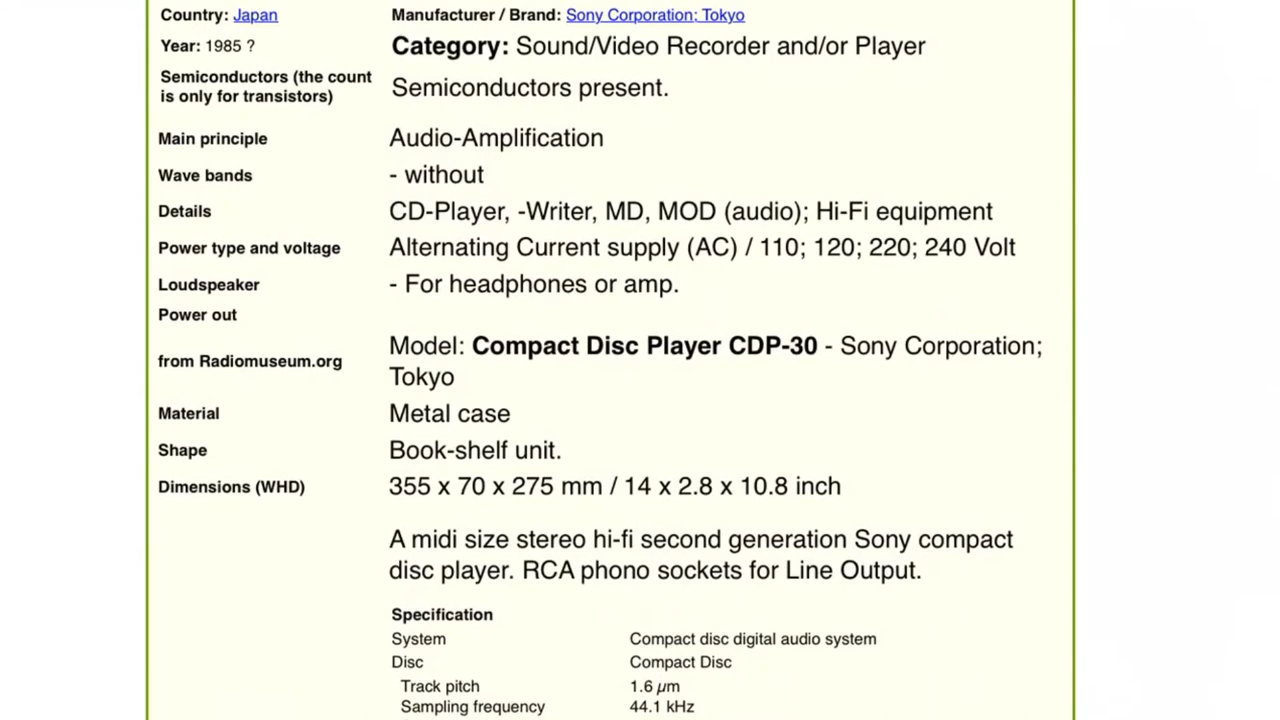 Country: Japan Manufacturer / Brand: Sony Corporation; Tokyo
Year: 1985 ? Category: Sound/Video Recorder and/or Player
Semiconductors (the count
is only for transistors) Semiconductors present.
Main principle Audio-Amplification
Wave bands - without
Details CD-Player, -Writer, MD, MOD (audio); Hi-Fi equipment
Power type and voltage Alternating Current supply (AC) / 110; 120; 220; 240 Volt
Loudspeaker - For headphones or amp.
Power out
from Radiomuseum.org Model: Compact Disc Player CDP-30 - Sony Corporation;
Tokyo
Material Metal case
Shape Book-shelf unit.
Dimensions (WHD) 355 x 70 x 275 mm / 14 x 2.8 x 10.8 inch
A midi size stereo hi-fi second generation Sony compact
disc player. RCA phono sockets for Line Output.
Specification
System Compact disc digital audio system
Disc Compact Disc
Track pitch 1.6 µm
Sampling frequency 44.1 kHz